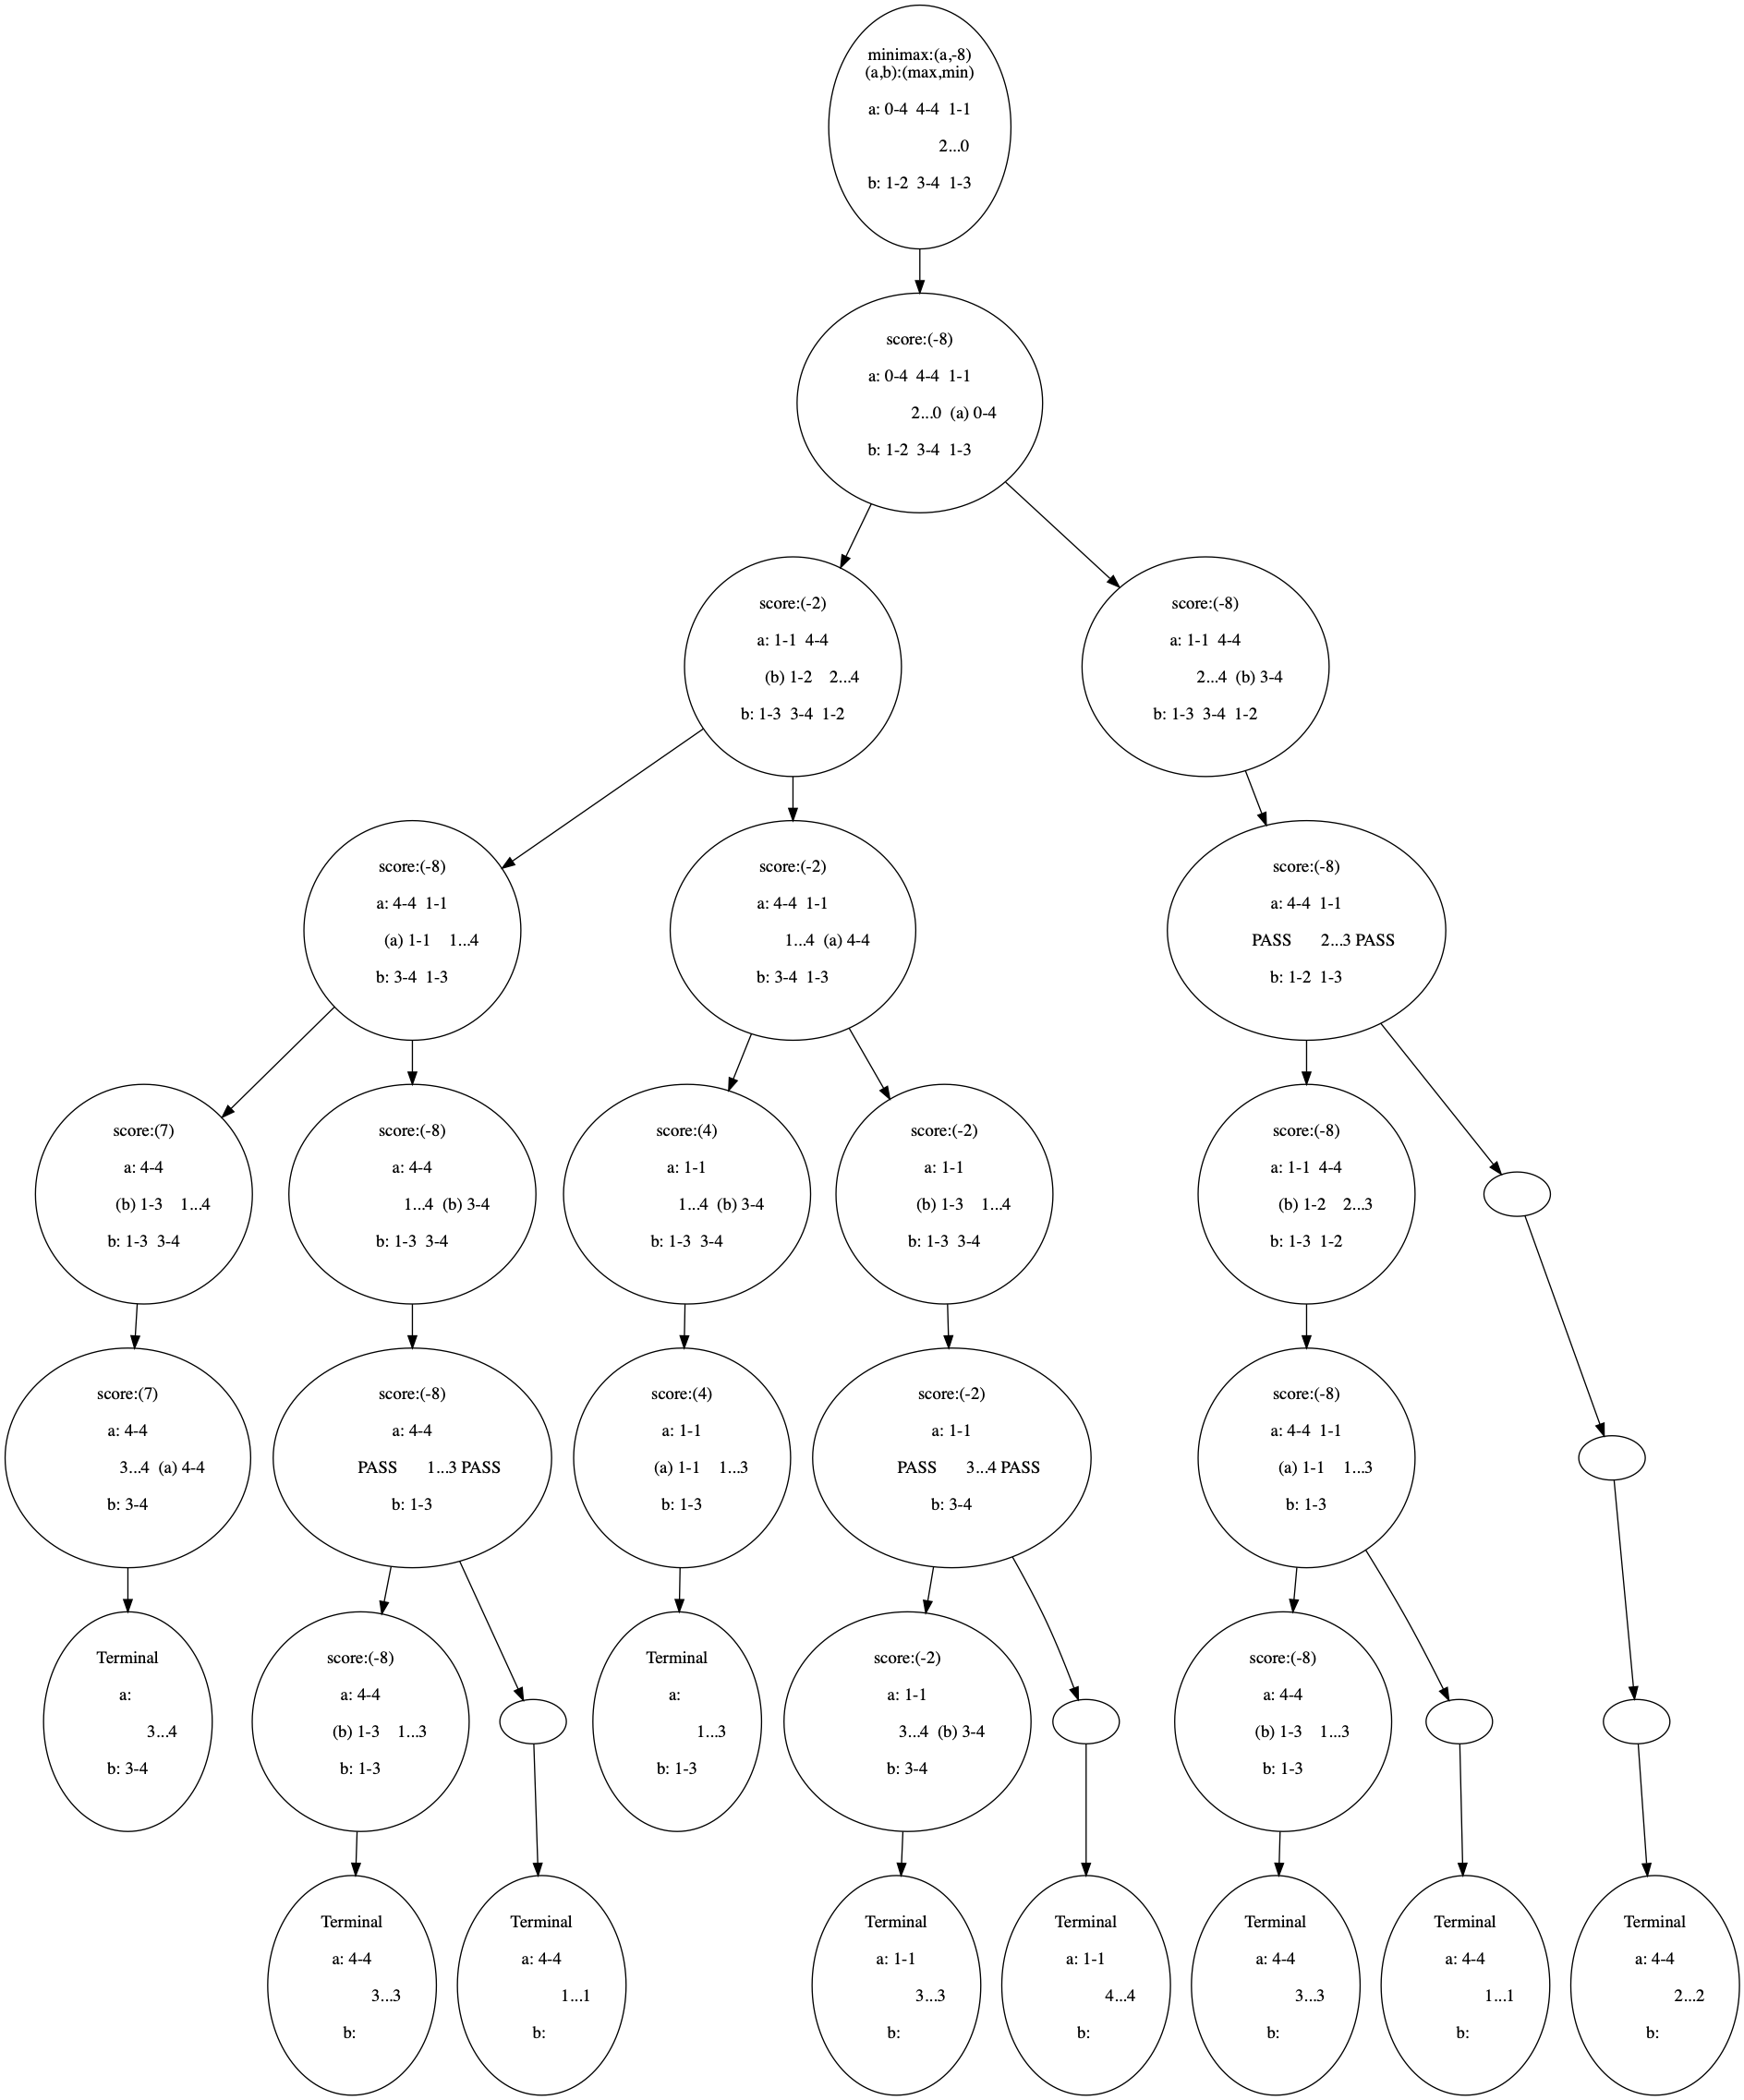 minimax:(a,-8)
(a,b):(max,min)
a: 0-4 4-4 1-1
2...0
b: 1-2 3-4 1-3
score:(-8)
a: 0-4 4-4 1-1
2...0 (a) 0-4
b: 1-2 3-4 1-3
score:(-2)
a: 1-1 4-4
(b) 1-2 2...4
b: 1-3 3-4 1-2
score:(-8)
a: 1-1 4-4
2...4 (b) 3-4
b: 1-3 3-4 1-2
score:(-8)
a: 4-4 1-1
(a) 1-1 1...4
b: 3-4 1-3
score:(-2)
a: 4-4 1-1
1...4 (a) 4-4
b: 3-4 1-3
score:(-8)
a: 4-4 1-1
PASS 2...3 PASS
b: 1-2 1-3
score:(7)
a: 4-4
(b) 1-3 1...4
b: 1-3 3-4
score:(-8)
a: 4-4
1...4 (b) 3-4
b: 1-3 3-4
score:(4)
a: 1-1
1...4 (b) 3-4
b: 1-3 3-4
score:(-2)
a: 1-1
(b) 1-3 1...4
b: 1-3 3-4
score:(-8)
a: 1-1 4-4
(b) 1-2 2...3
b: 1-3 1-2
score:(7)
a: 4-4
3...4 (a) 4-4
b: 3-4
score:(-8)
a: 4-4
PASS 1...3 PASS
b: 1-3
score:(4)
a: 1-1
(a) 1-1 1...3
b: 1-3
score:(-2)
a: 1-1
PASS 3...4 PASS
b: 3-4
score:(-8)
a: 4-4 1-1
(a) 1-1 1...3
b: 1-3
Terminal
a:
3...4
b: 3-4
score:(-8)
a: 4-4
(b) 1-3 1...3
b: 1-3
Terminal
a:
1...3
b: 1-3
score:(-2)
a: 1-1
3...4 (b) 3-4
b: 3-4
score:(-8)
a: 4-4
(b) 1-3 1...3
b: 1-3
Terminal
a: 4-4
3...3
b:
Terminal
a: 4-4
1...1
b:
Terminal
a: 1-1
3...3
b:
Terminal
a: 1-1
4...4
b:
Terminal
a: 4-4
3...3
b:
Terminal
a: 4-4
1...1
b:
Terminal
a: 4-4
2...2
b: